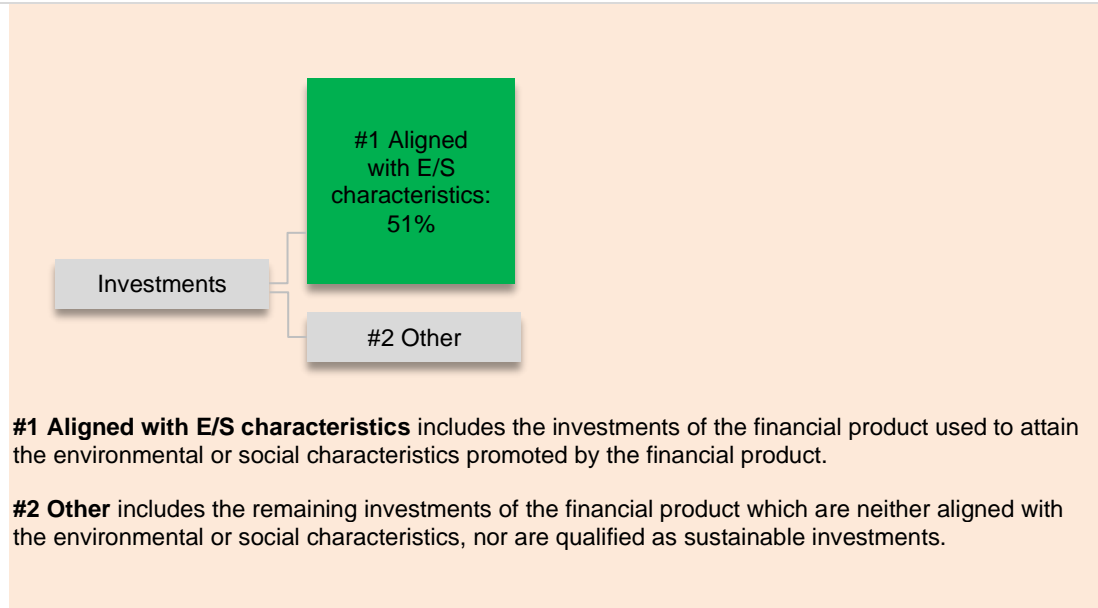 #1 Aligned
with E/S
characteristics:
51%
Investments
#2 Other
#1 Aligned with E/S characteristics includes the investments of the financial product used to attain
the environmental or social characteristics promoted by the financial product.
#2 Other includes the remaining investments of the financial product which are neither aligned with
the environmental or social characteristics, nor are qualified as sustainable investments.